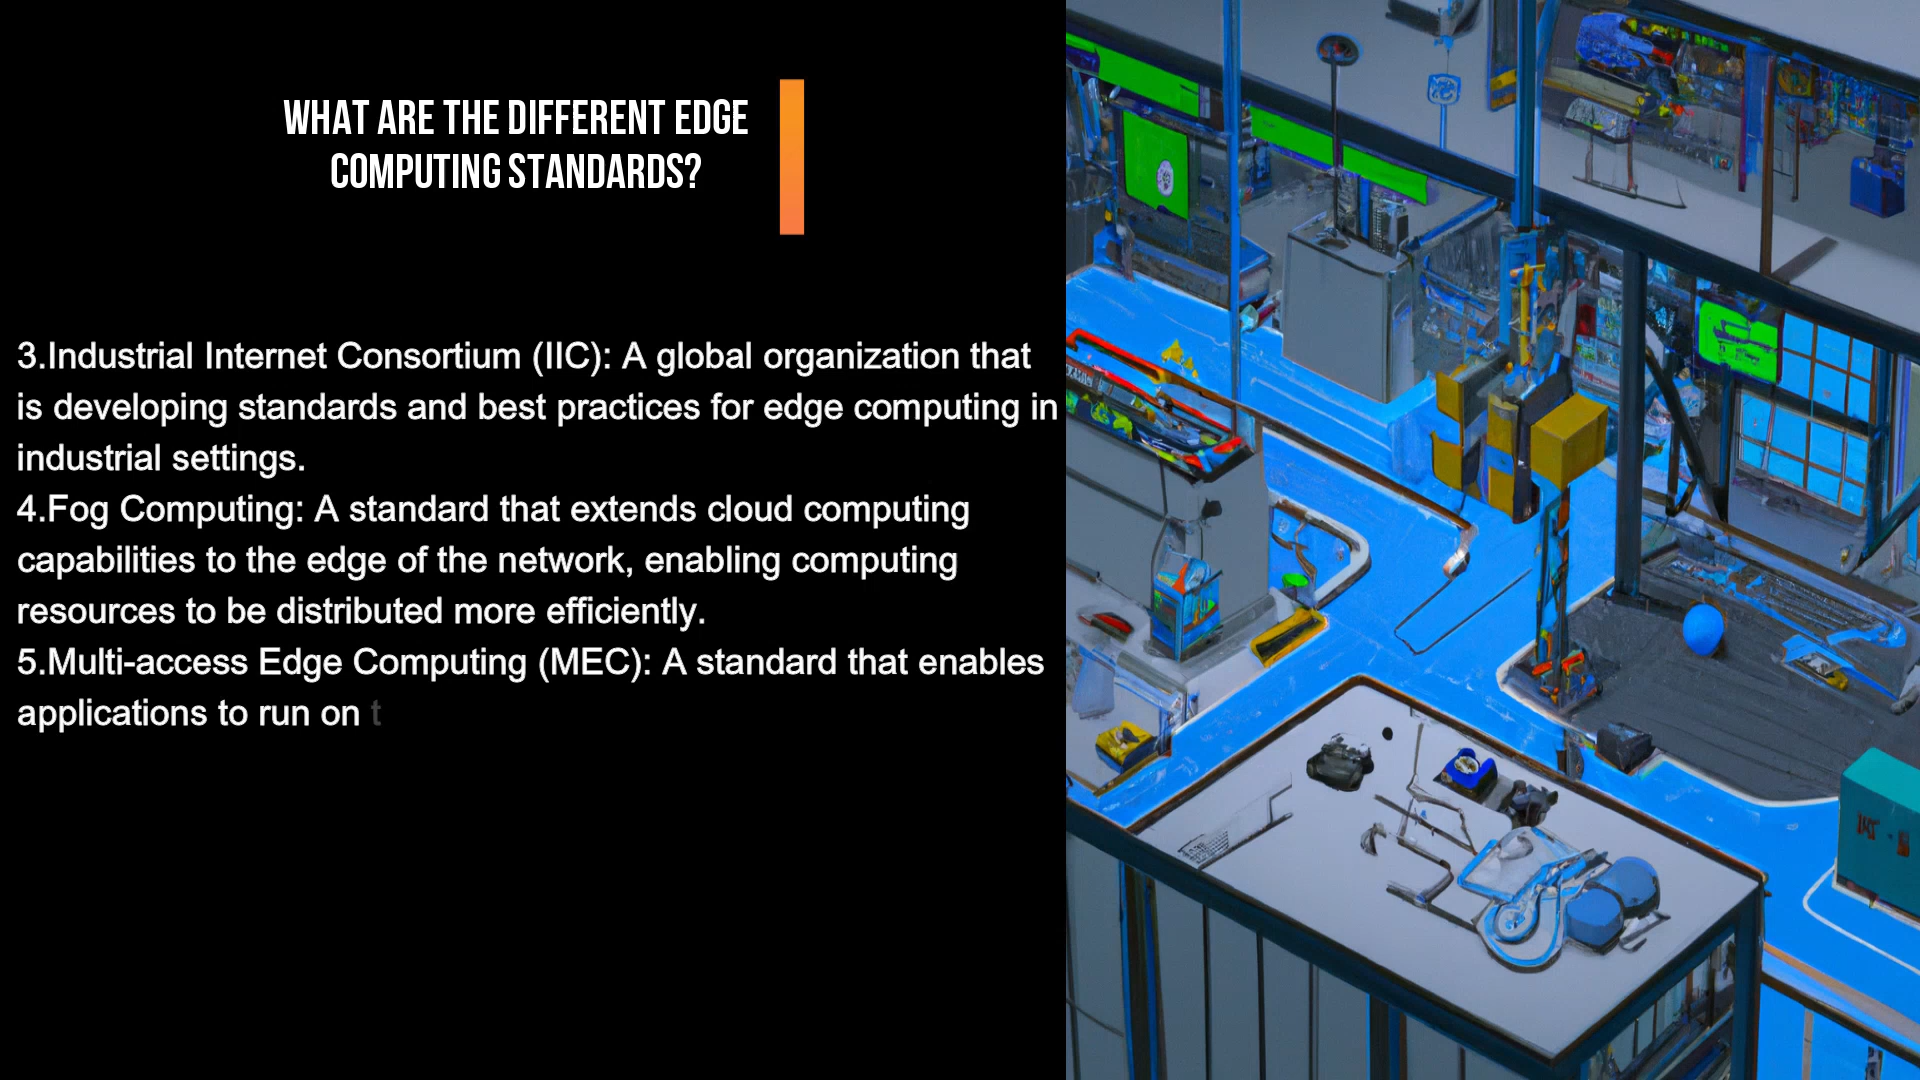 WHAT ARE THE DIFFERENT EDGE
COMPUTING STANDARDS?
3.Industrial Internet Consortium (IIC): A global organization that
is developing standards and best practices for edge computing in
industrial settings.
4.Fog Computing: A standard that extends cloud computing
capabilities to the edge of the network, enabling computing
resources to be distributed more efficiently.
5.Multi-access Edge Computing (MEC): A standard that enables
applications to run on t